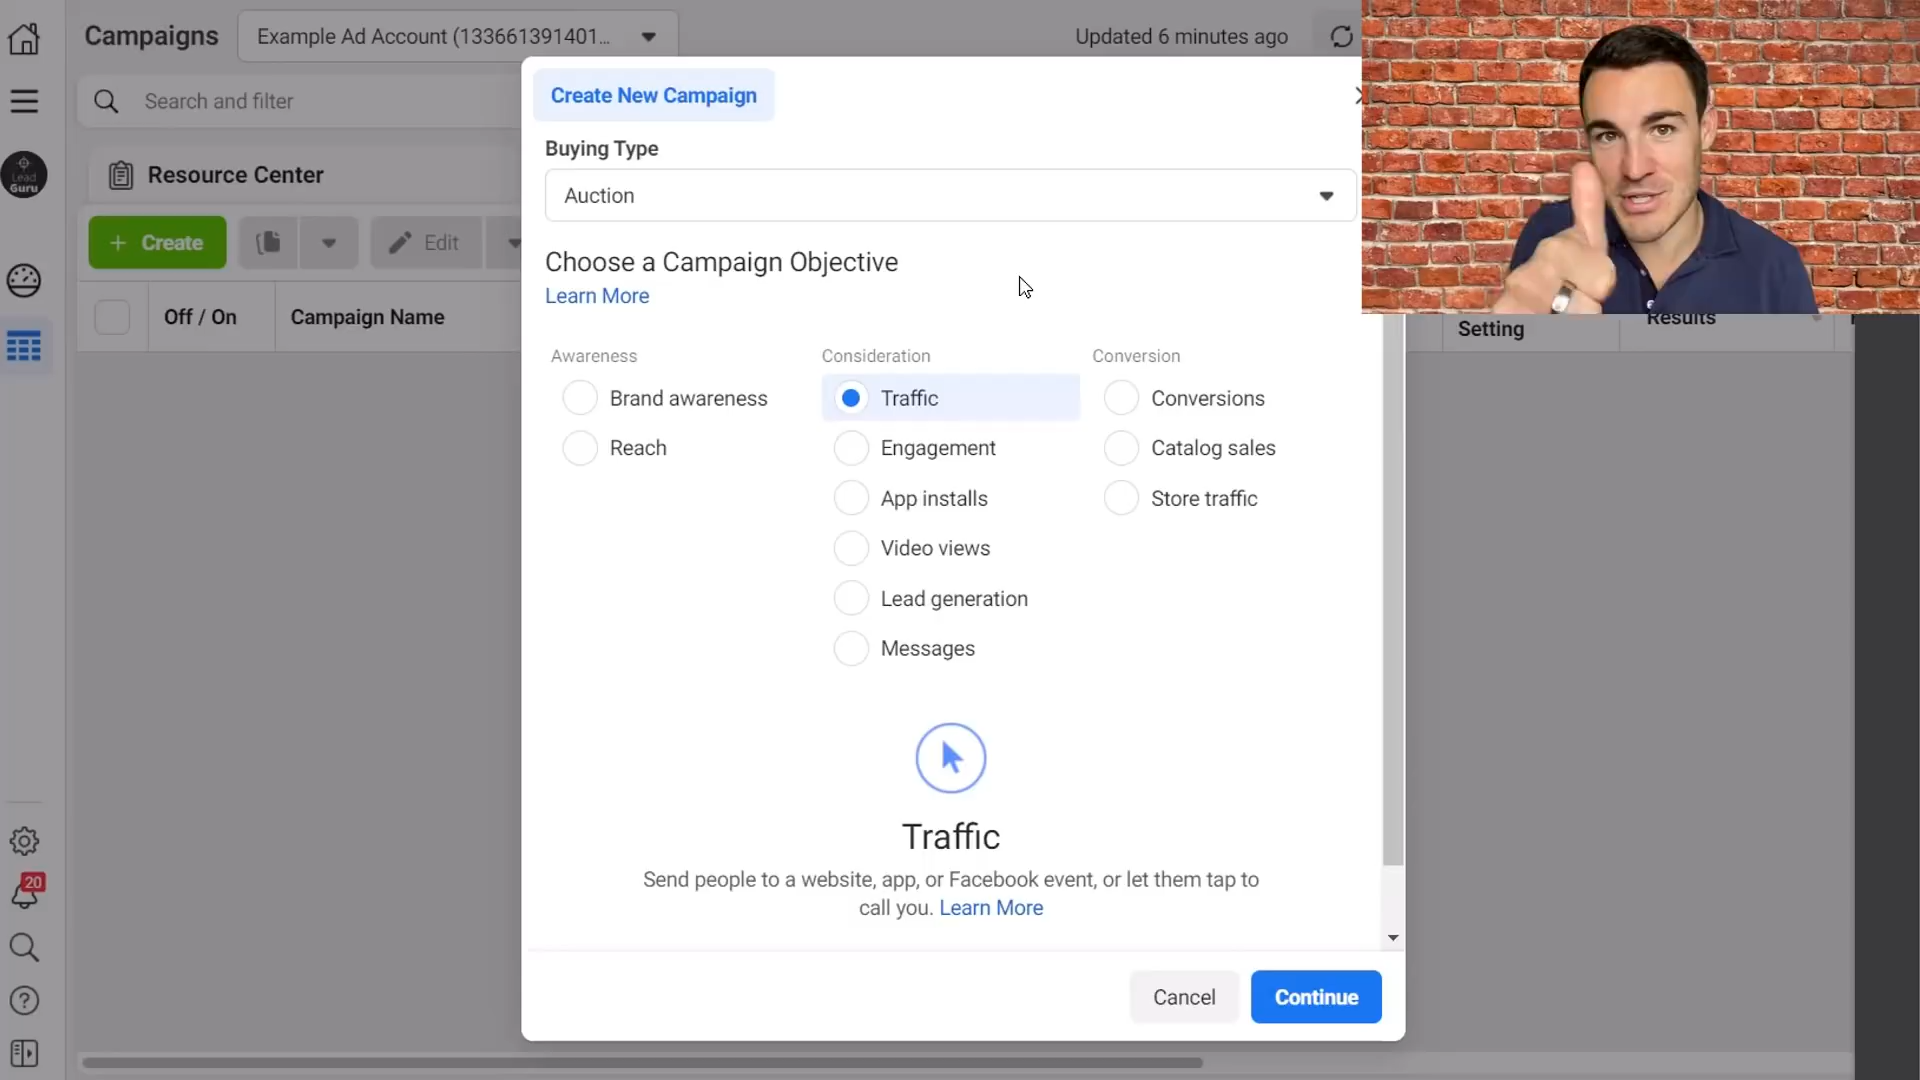 Campaigns
Example Ad Account (133661391401...
Updated 6 minutes ago
Search and filter
Create New Campaign
Buying Type
Auction
Lead
Guru
Resource Center
+ Create
Edit
Choose a Campaign Objective
Learn More
Off / On
Campaign Name
Setting
Results
Awareness
Consideration
Conversion
Brand awareness
Traffic
Conversions
Reach
Engagement
Catalog sales
App installs
Store traffic
Video views
Lead generation
Messages
Traffic
Send people to a website, app, or Facebook event, or let them tap to
call you. Learn More
20
Cancel
Continue